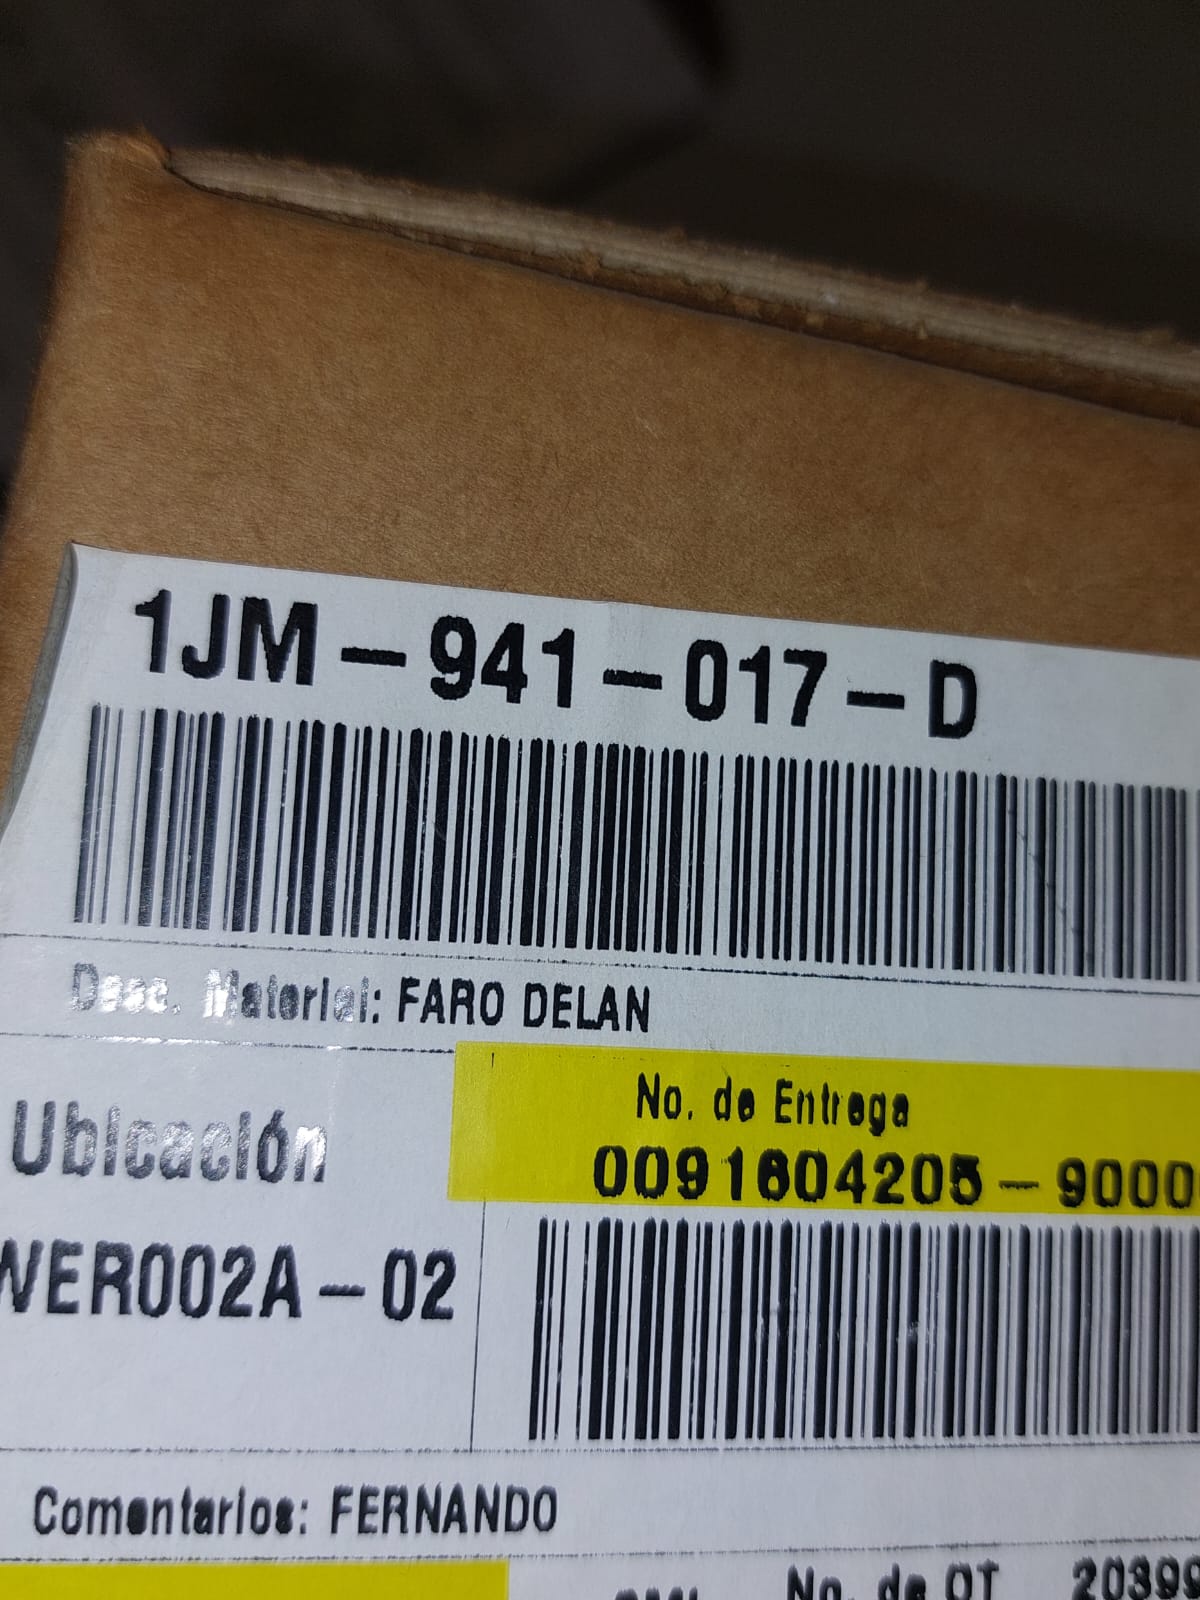 1JM-941-017-D
Desc. Material: FARO DELAN
No. de Entrega
0091604205-9000
Ubicación
WER002A-02
Comentarios: FERNANDO
No. de OT 20399